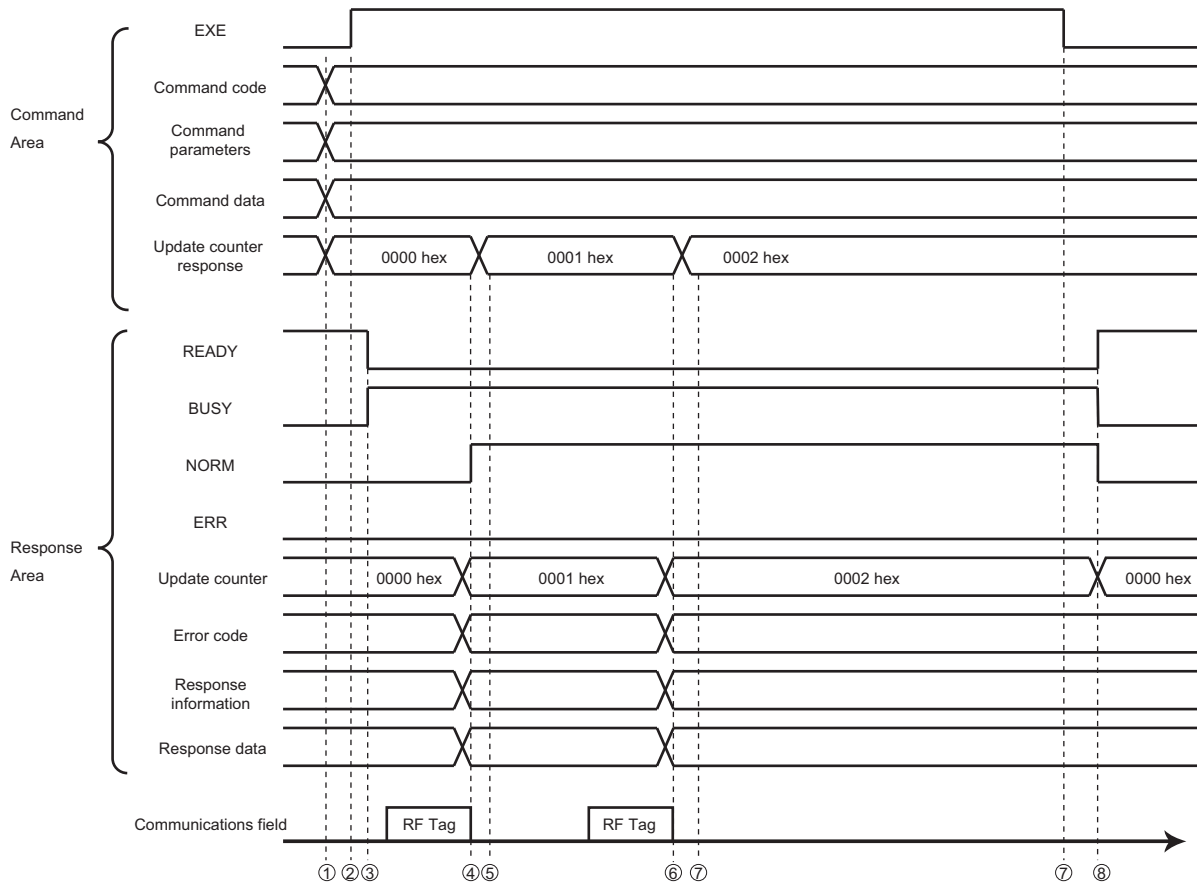 EXE
Command code
Command
Area
Command
parameters
Command data
Update counter
response
0000 hex
0001 hex
0002 hex
READY
BUSY
NORM
ERR
Response
Area
Update counter
0000 hex
0001 hex
0002 hex
0000 hex
Error code
Response
information
Response data
Communications field
RF Tag
RF Tag
① ② ③ ④ ⑤ ⑥ ⑦ ⑦ ⑧